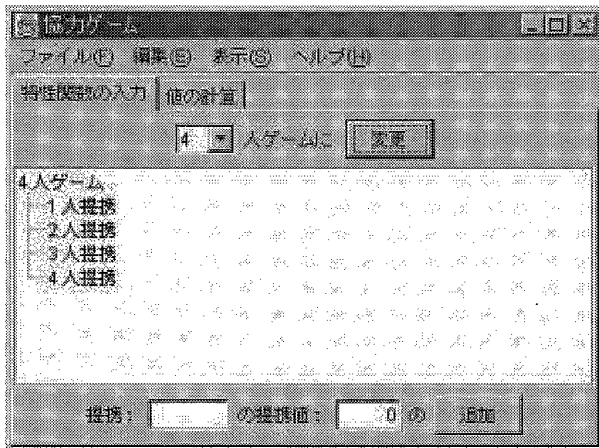 協力ゲーム
ファイル(F) 編集(E) 表示(S) ヘルプ(H)
特性関数の入力 値の計算
4 人ゲームに 変更
4人ゲーム
1人提携
2人提携
3人提携
4人提携
提携： の提携値： 0 の 追加